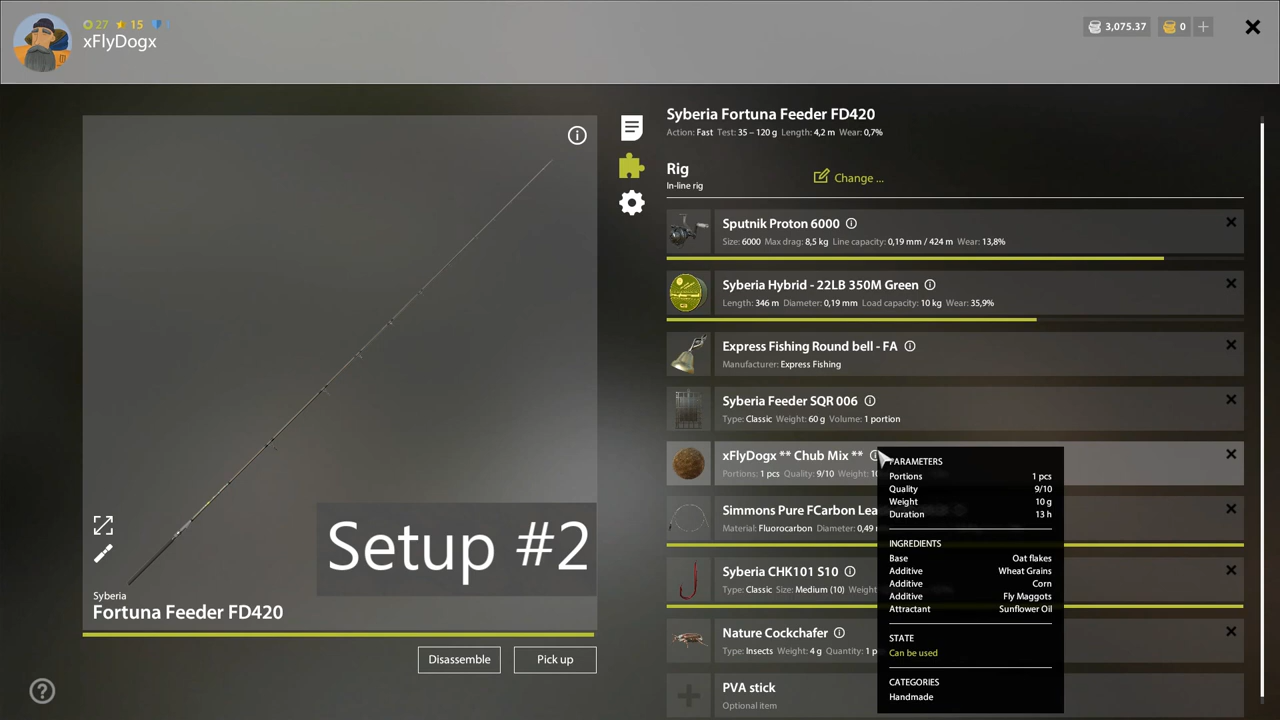 27 15
xFlyDogx
3,075.37 0
Syberia Fortuna Feeder FD420
Action: Fast Test: 35 – 120 g Length: 4,2 m Wear: 0,7%
Rig
In-line rig
Change ...
Sputnik Proton 6000
Size: 6000 Max drag: 8,5 kg Line capacity: 0,19 mm / 424 m Wear: 13,8%
Syberia Hybrid - 22LB 350M Green
Length: 346 m Diameter: 0,19 mm Load capacity: 10 kg Wear: 35,9%
Express Fishing Round bell - FA
Manufacturer: Express Fishing
Syberia Feeder SQR 006
Type: Classic Weight: 60 g Volume: 1 portion
xFlyDogx ** Chub Mix **
Portions: 1 pcs Quality: 9/10 Weight: 10
Simmons Pure FCarbon Lea
Material: Fluorocarbon Diameter: 0,49
Syberia CHK101 S10
Type: Classic Size: Medium (10) Weight
Nature Cockchafer
Type: Insects Weight: 4 g Quantity: 1 p
PVA stick
Optional item
PARAMETERS
Portions 1 pcs
Quality 9/10
Weight 10 g
Duration 13 h
INGREDIENTS
Base Oat flakes
Additive Wheat Grains
Additive Corn
Additive Fly Maggots
Attractant Sunflower Oil
STATE
Can be used
CATEGORIES
Handmade
Setup #2
Syberia
Fortuna Feeder FD420
Disassemble Pick up